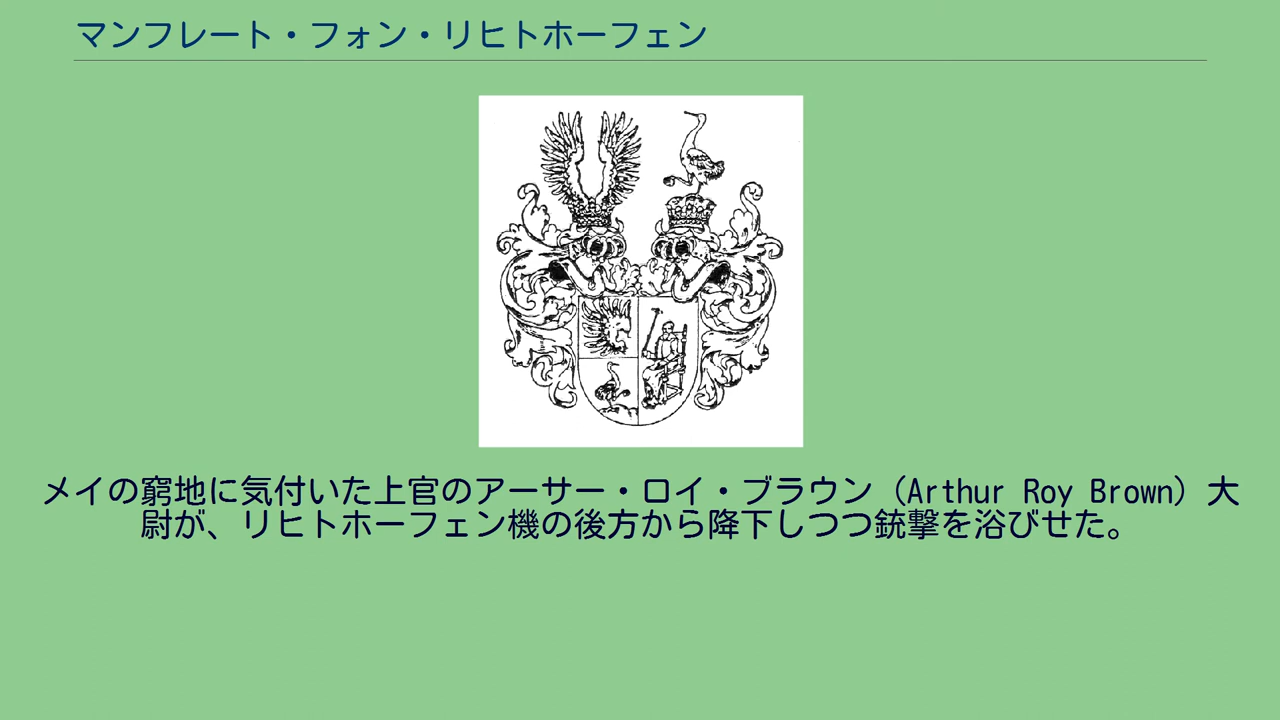 マンフレート・フォン・リヒトホーフェン
メイの窮地に気付いた上官のアーサー・ロイ・ブラウン（Arthur Roy Brown）大
尉が、リヒトホーフェン機の後方から降下しつつ銃撃を浴びせた。